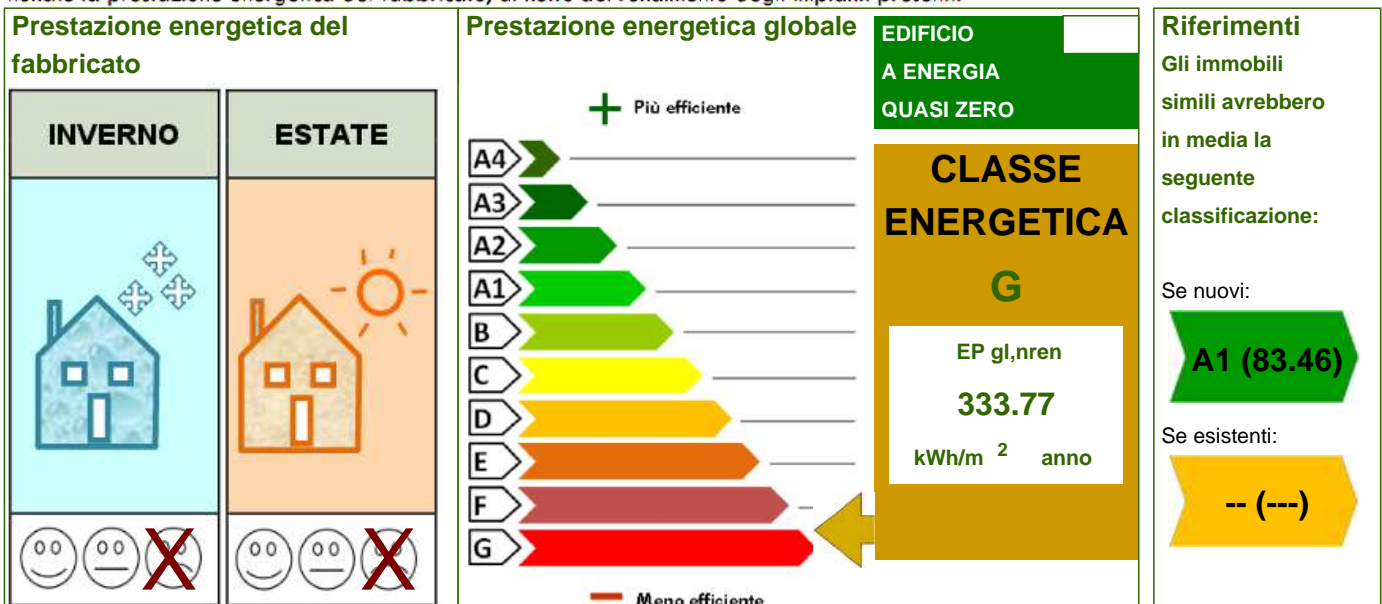 Prestazione energetica del
fabbricato
INVERNO
ESTATE
X
X
Prestazione energetica globale
Più efficiente
A4
A3
A2
A1
B
C
D
E
F
G
Meno efficiente
EDIFICIO
A ENERGIA
QUASI ZERO
CLASSE
ENERGETICA
G
EP gl,nren
333.77
kWh/m 2 anno
Riferimenti
Gli immobili
simili avrebbero
in media la
seguente
classificazione:
Se nuovi:
A1 (83.46)
Se esistenti:
-- (---)